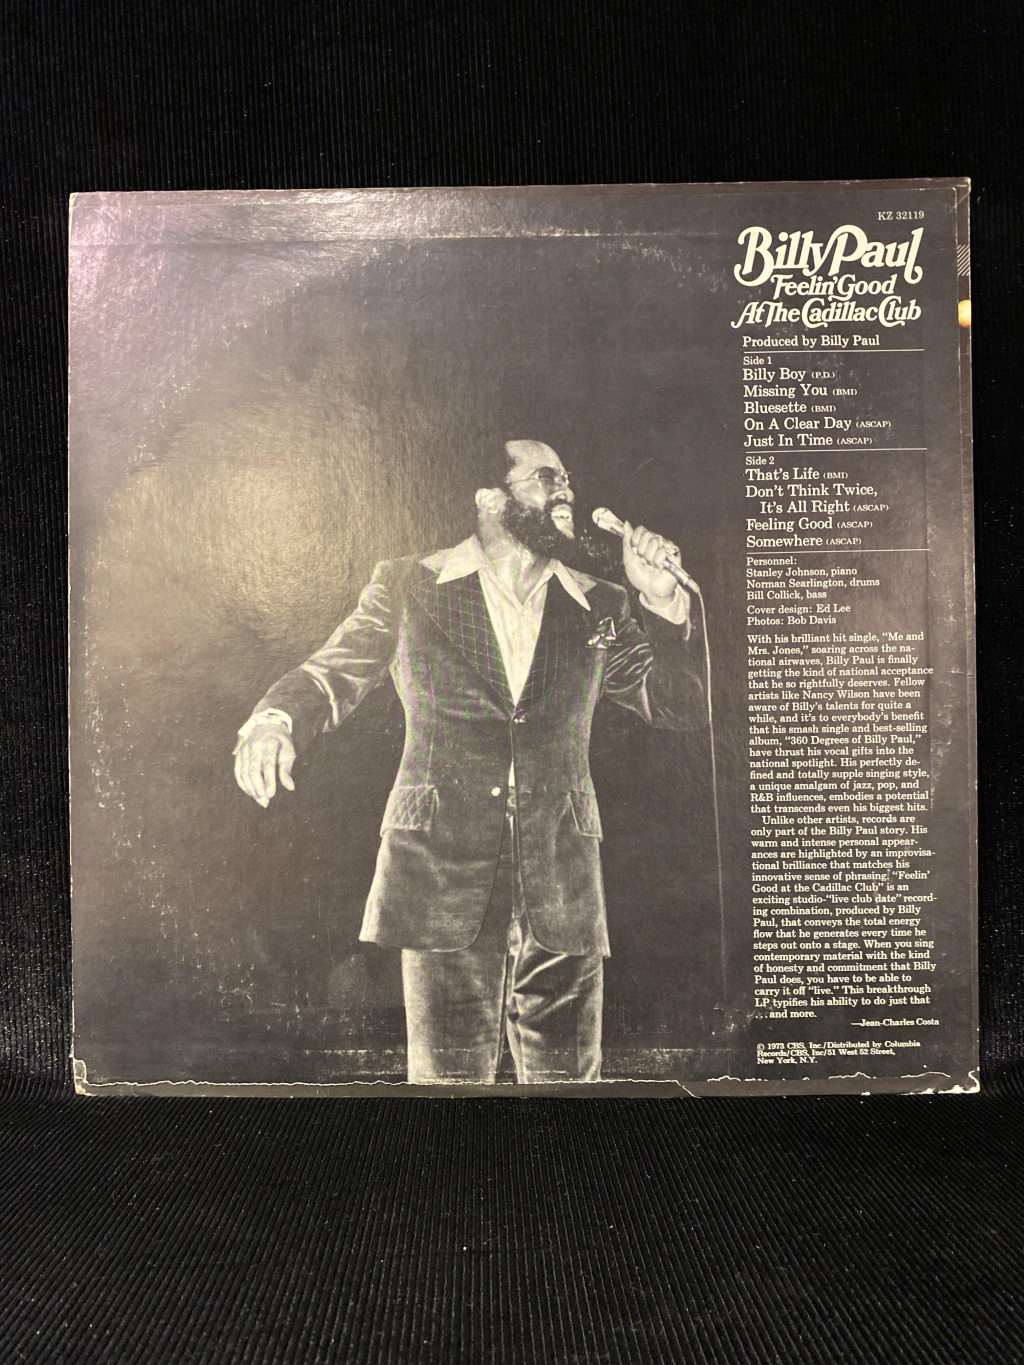 KZ 32119
Billy Paul
Feelin' Good
At The Cadillac Club
Produced by Billy Paul
Side 1
Billy Boy (P.D.)
Missing You (BMI)
Bluesette (BMI)
On A Clear Day (ASCAP)
Just In Time (ASCAP)
Side 2
That's Life (BMI)
Don't Think Twice,
It's All Right (ASCAP)
Feeling Good (ASCAP)
Somewhere (ASCAP)
Personnel:
Stanley Johnson, piano
Norman Searlington, drums
Bill Collick, bass
Cover design: Ed Lee
Photos: Bob Davis
With his brilliant hit single, “Me and
Mrs. Jones,” soaring across the na-
tional airwaves, Billy Paul is finally
getting the kind of national acceptance
that he so rightfully deserves. Fellow
artists like Nancy Wilson have been
aware of Billy's talents for quite a
while, and it's to everybody's benefit
that his smash single and best-selling
album, “360 Degrees of Billy Paul,”
have thrust his vocal gifts into the
national spotlight. His perfectly de-
fined and totally supple singing style,
a unique amalgam of jazz, pop, and
R&B influences, embodies a potential
that transcends even his biggest hits.
Unlike other artists, records are
only part of the Billy Paul story. His
warm and intense personal appear-
ances are highlighted by an improvisa-
tional brilliance that matches his
innovative sense of phrasing. “Feelin'
Good at the Cadillac Club” is an
exciting studio-“live club date” record-
ing combination, produced by Billy
Paul, that conveys the total energy
flow that he generates every time he
steps out onto a stage. When you sing
contemporary material with the kind
of honesty and commitment that Billy
Paul does, you have to be able to
carry it off “live.” This breakthrough
LP typifies his ability to do just that
... and more.
—Jean-Charles Costa
© 1973 CBS, Inc./Distributed by Columbia
Records/CBS, Inc/51 West 52 Street,
New York, N.Y.